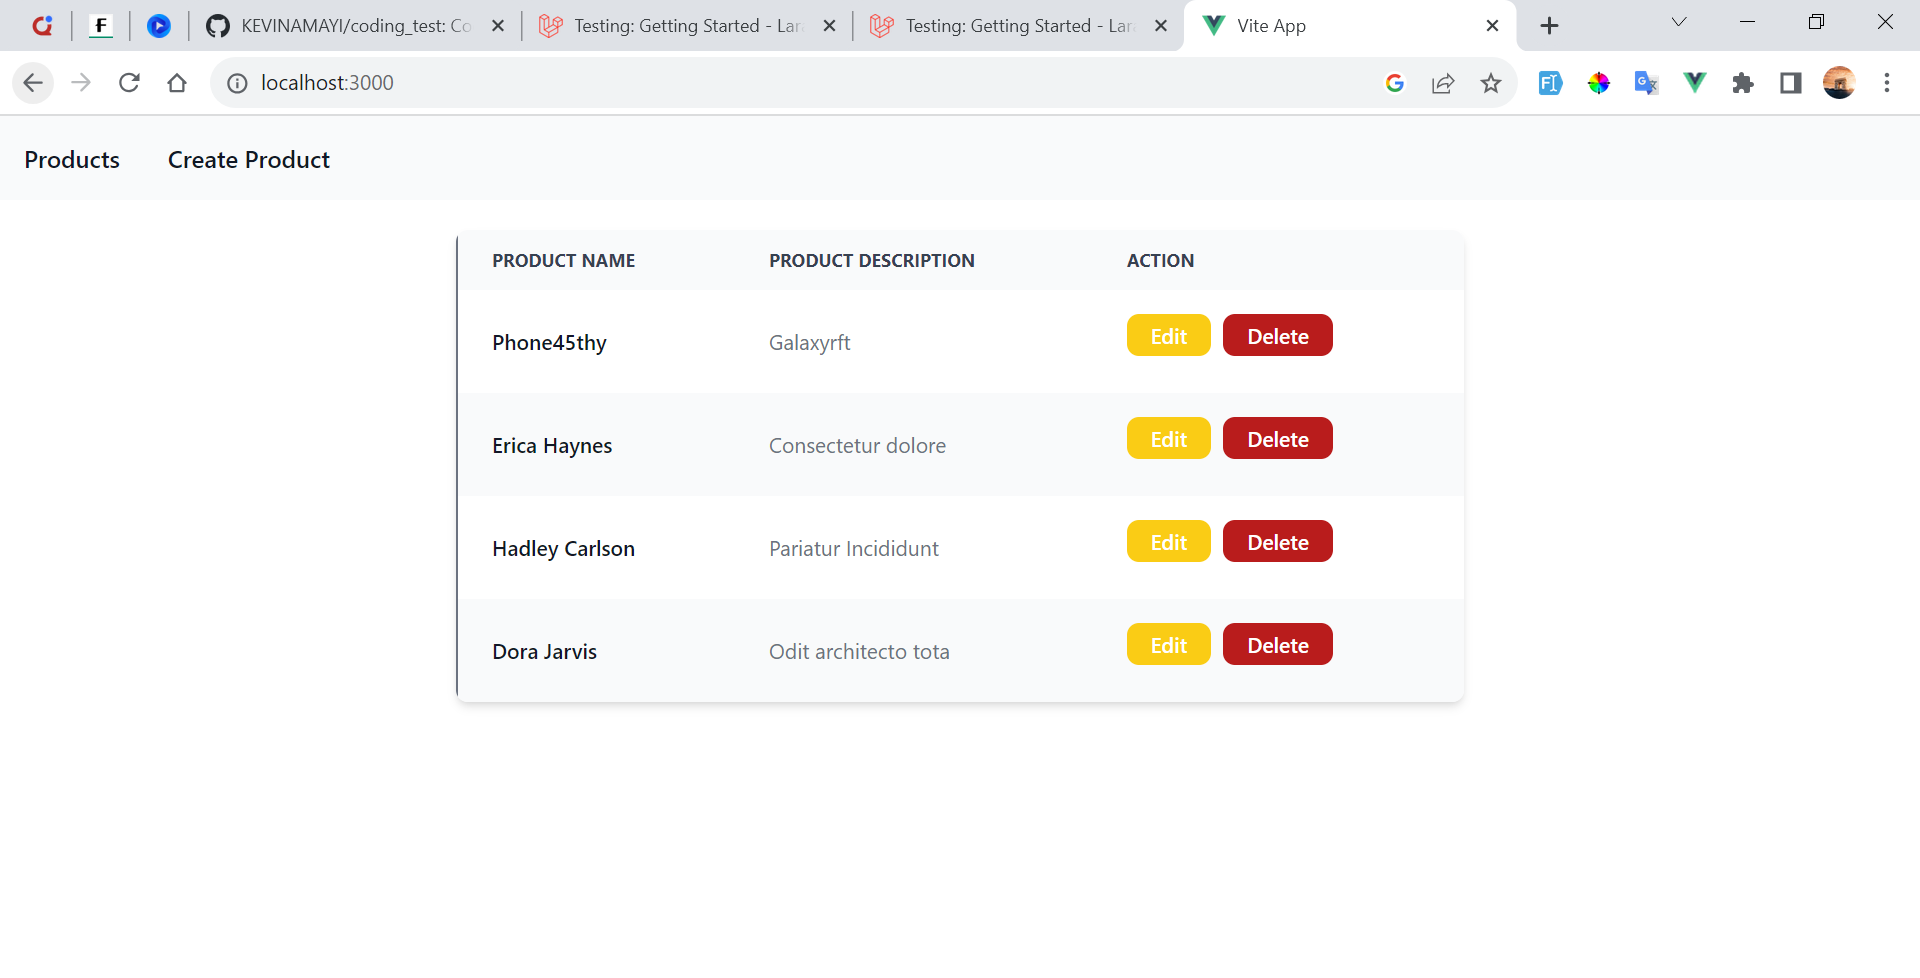 KEVINAMAYI/coding_test: Co
Testing: Getting Started - Lar
Testing: Getting Started - Lar
Vite App
localhost:3000
Products Create Product
PRODUCT NAME PRODUCT DESCRIPTION ACTION
Phone45thy Galaxyrft Edit Delete
Erica Haynes Consectetur dolore Edit Delete
Hadley Carlson Pariatur Incididunt Edit Delete
Dora Jarvis Odit architecto tota Edit Delete